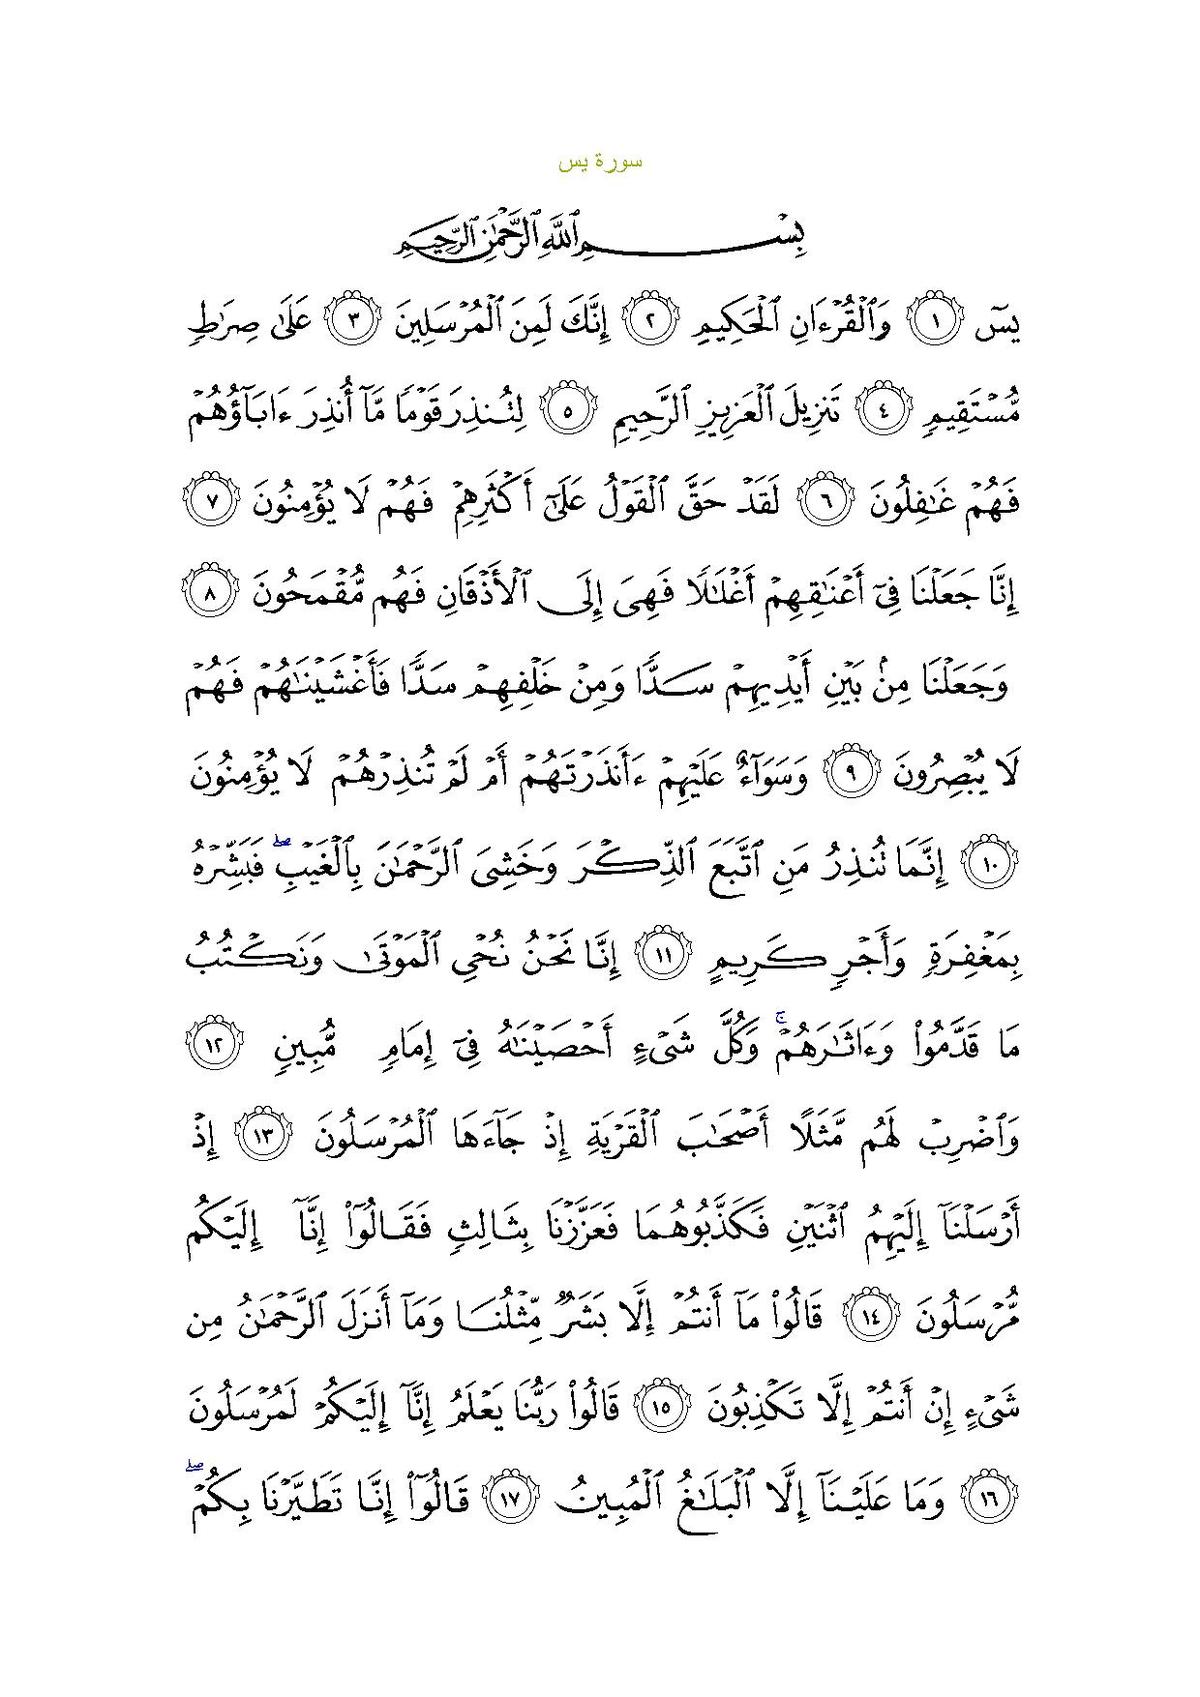 سورة يس
بِسْمِ ٱللَّهِ ٱلرَّحْمَٰنِ ٱلرَّحِيمِ
يسٓ ١ وَٱلْقُرْءَانِ ٱلْحَكِيمِ ٢ إِنَّكَ لَمِنَ ٱلْمُرْسَلِينَ ٣ عَلَىٰ صِرَٰطٍ
مُّسْتَقِيمٍ ٤ تَنزِيلَ ٱلْعَزِيزِ ٱلرَّحِيمِ ٥ لِتُنذِرَ قَوْمًا مَّآ أُنذِرَ ءَابَآؤُهُمْ
فَهُمْ غَٰفِلُونَ ٦ لَقَدْ حَقَّ ٱلْقَوْلُ عَلَىٰٓ أَكْثَرِهِمْ فَهُمْ لَا يُؤْمِنُونَ ٧
إِنَّا جَعَلْنَا فِىٓ أَعْنَٰقِهِمْ أَغْلَٰلًا فَهِىَ إِلَى ٱلْأَذْقَانِ فَهُم مُّقْمَحُونَ ٨
وَجَعَلْنَا مِنۢ بَيْنِ أَيْدِيهِمْ سَدًّا وَمِنْ خَلْفِهِمْ سَدًّا فَأَغْشَيْنَٰهُمْ فَهُمْ
لَا يُبْصِرُونَ ٩ وَسَوَآءٌ عَلَيْهِمْ ءَأَنذَرْتَهُمْ أَمْ لَمْ تُنذِرْهُمْ لَا يُؤْمِنُونَ
١٠ إِنَّمَا تُنذِرُ مَنِ ٱتَّبَعَ ٱلذِّكْرَ وَخَشِىَ ٱلرَّحْمَٰنَ بِٱلْغَيْبِ ۖ فَبَشِّرْهُ
بِمَغْفِرَةٍ وَأَجْرٍ كَرِيمٍ ١١ إِنَّا نَحْنُ نُحْىِ ٱلْمَوْتَىٰ وَنَكْتُبُ
مَا قَدَّمُوا۟ وَءَاثَٰرَهُمْ ۚ وَكُلَّ شَىْءٍ أَحْصَيْنَٰهُ فِىٓ إِمَامٍ مُّبِينٍ ١٢
وَٱضْرِبْ لَهُم مَّثَلًا أَصْحَٰبَ ٱلْقَرْيَةِ إِذْ جَآءَهَا ٱلْمُرْسَلُونَ ١٣ إِذْ
أَرْسَلْنَآ إِلَيْهِمُ ٱثْنَيْنِ فَكَذَّبُوهُمَا فَعَزَّزْنَا بِثَالِثٍ فَقَالُوٓا۟ إِنَّآ إِلَيْكُم
مُّرْسَلُونَ ١٤ قَالُوا۟ مَآ أَنتُمْ إِلَّا بَشَرٌ مِّثْلُنَا وَمَآ أَنزَلَ ٱلرَّحْمَٰنُ مِن
شَىْءٍ إِنْ أَنتُمْ إِلَّا تَكْذِبُونَ ١٥ قَالُوا۟ رَبُّنَا يَعْلَمُ إِنَّآ إِلَيْكُمْ لَمُرْسَلُونَ
١٦ وَمَا عَلَيْنَآ إِلَّا ٱلْبَلَٰغُ ٱلْمُبِينُ ١٧ قَالُوٓا۟ إِنَّا تَطَيَّرْنَا بِكُمْ ۖ